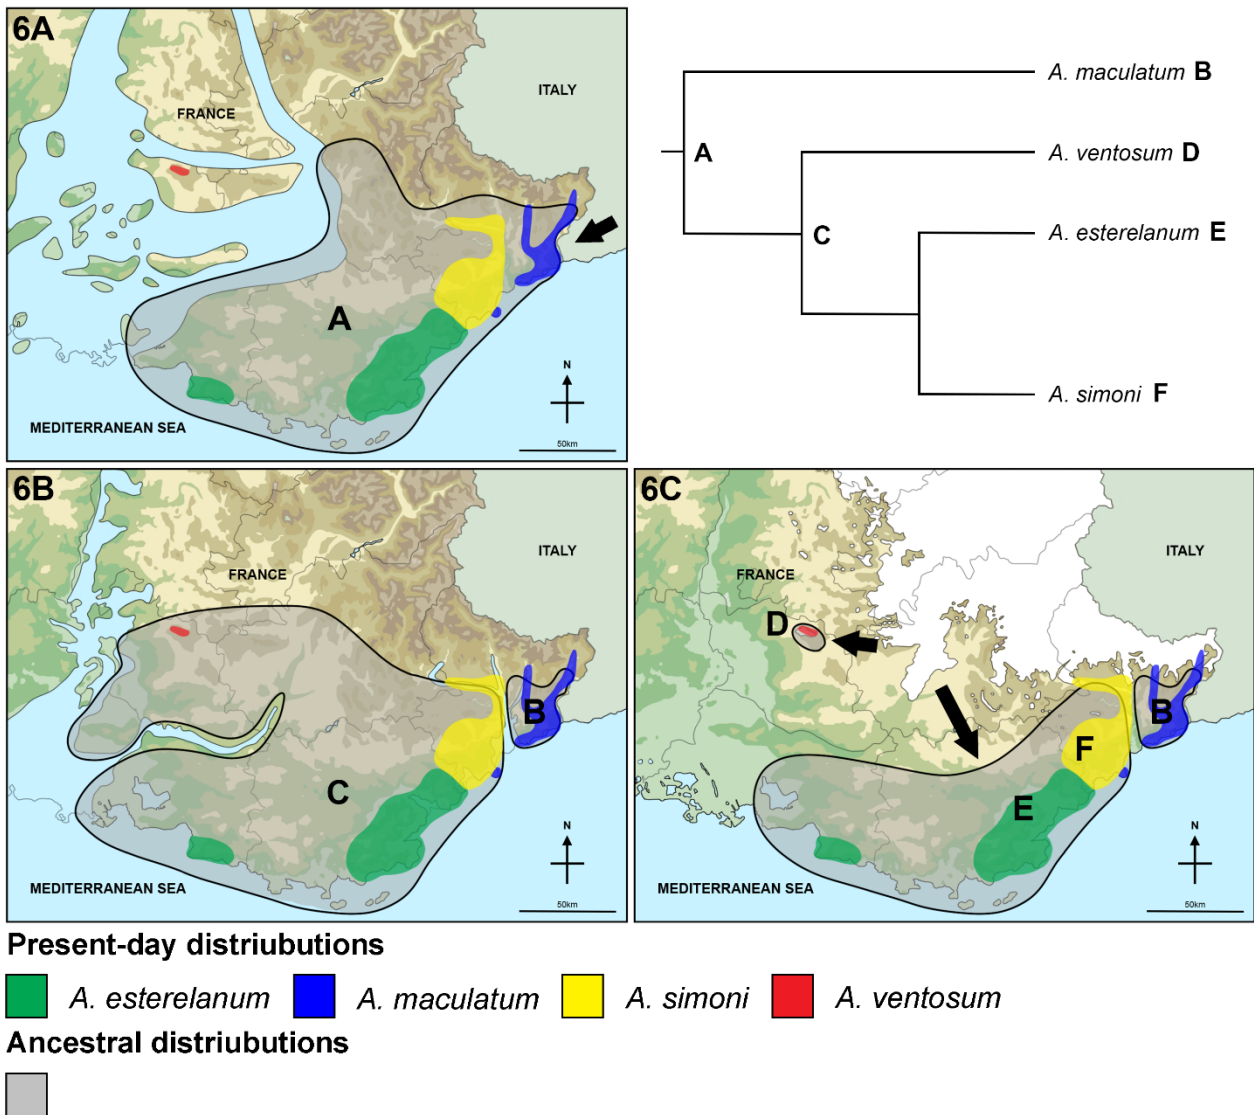 6A
FRANCE
ITALY
A
N
MEDITERRANEAN SEA
50km
A. maculatum B
A
A. ventosum D
C
A. esterelanum E
A. simoni F
6B
FRANCE
ITALY
B
C
N
MEDITERRANEAN SEA
50km
6C
FRANCE
ITALY
D
B
F
E
N
MEDITERRANEAN SEA
50km
Present-day distriubutions
A. esterelanum A. maculatum A. simoni A. ventosum
Ancestral distriubutions